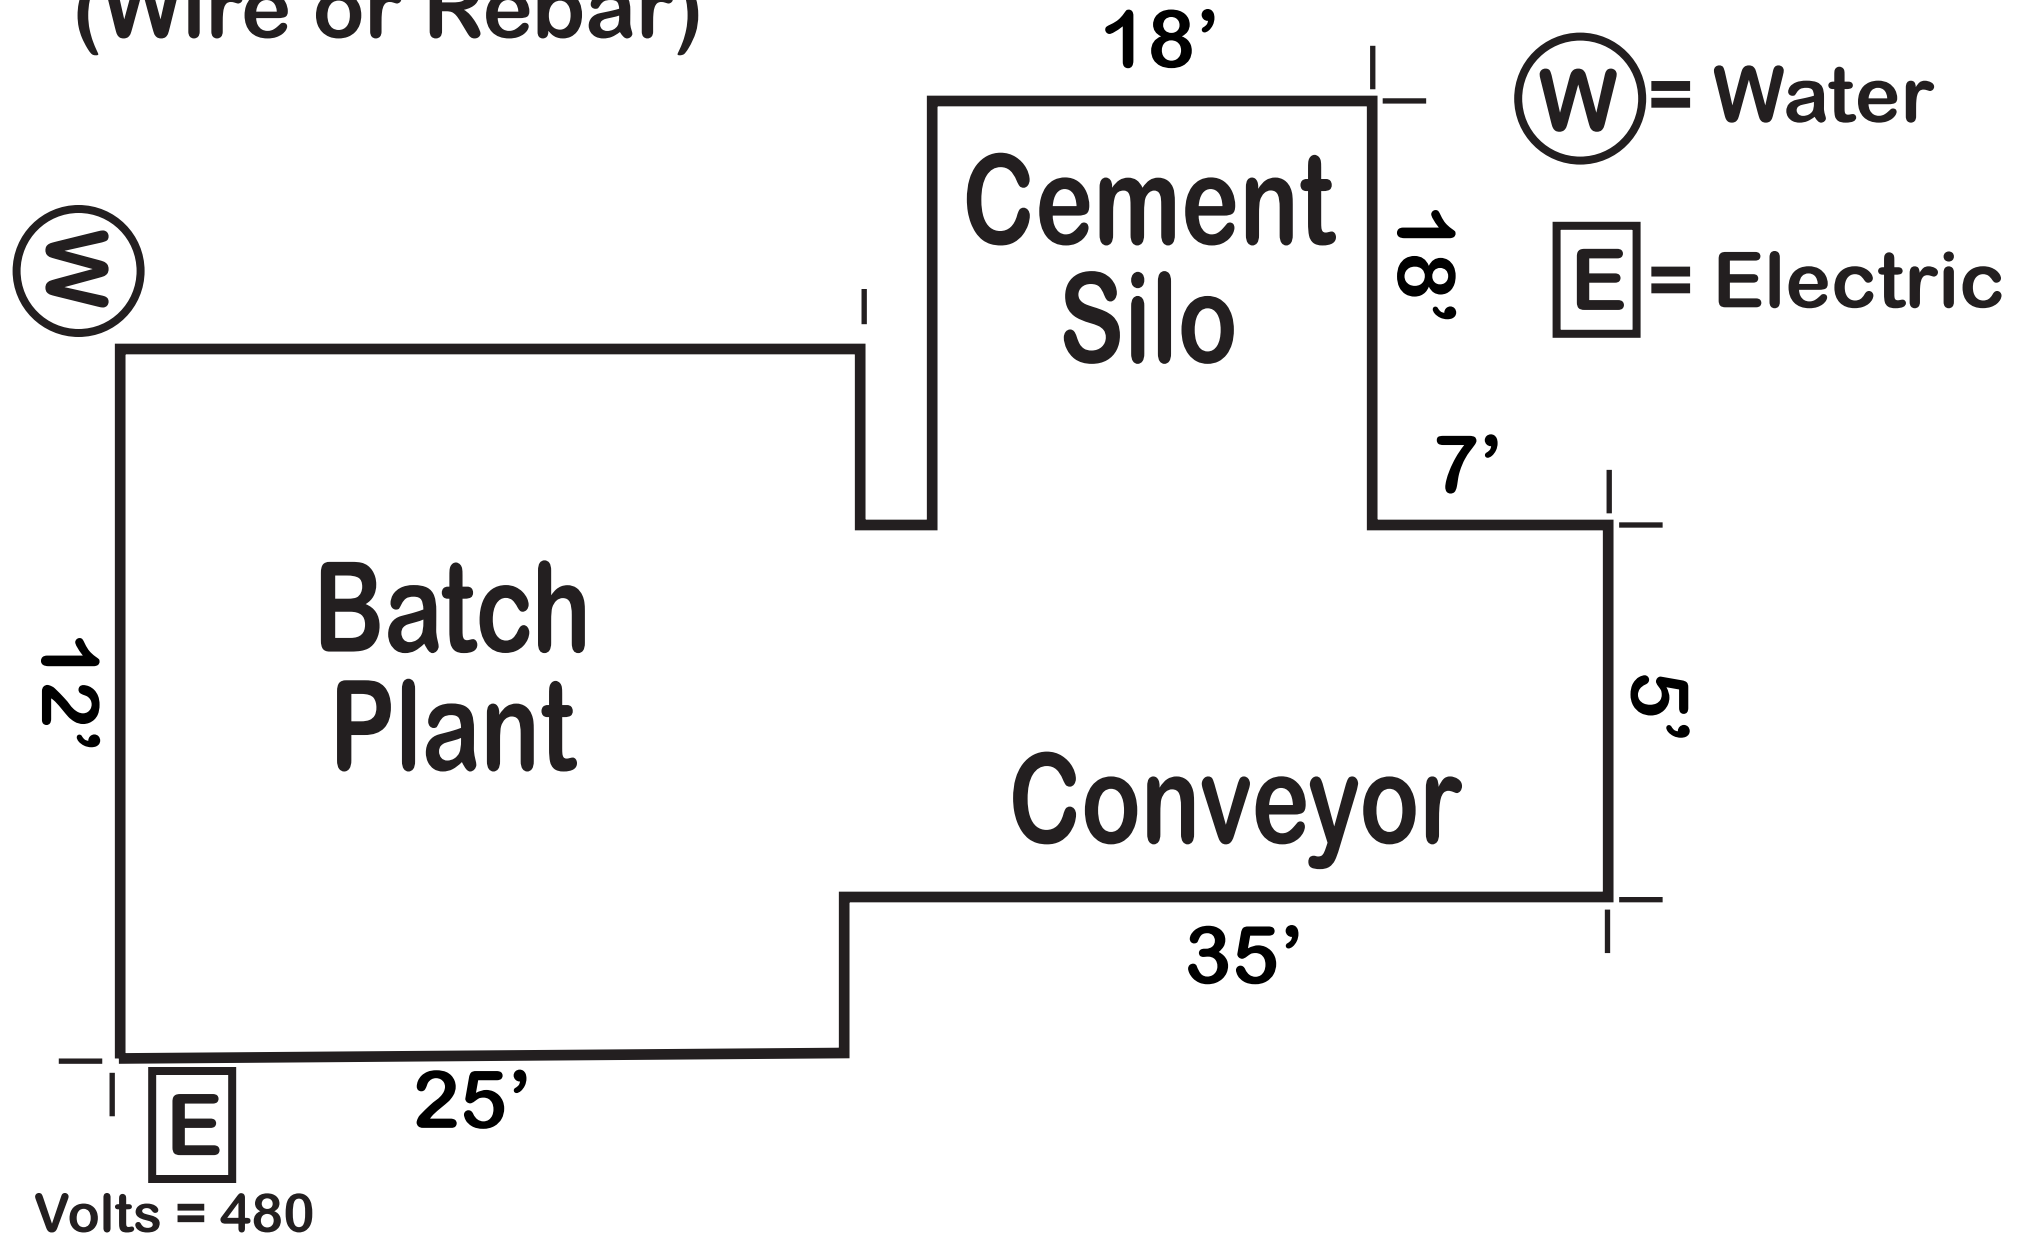 (Wire or Rebar)
18’
W = Water
Cement
Silo
18’
E = Electric
W
7’
Batch
Plant
12’
5’
Conveyor
35’
25’
E
Volts = 480